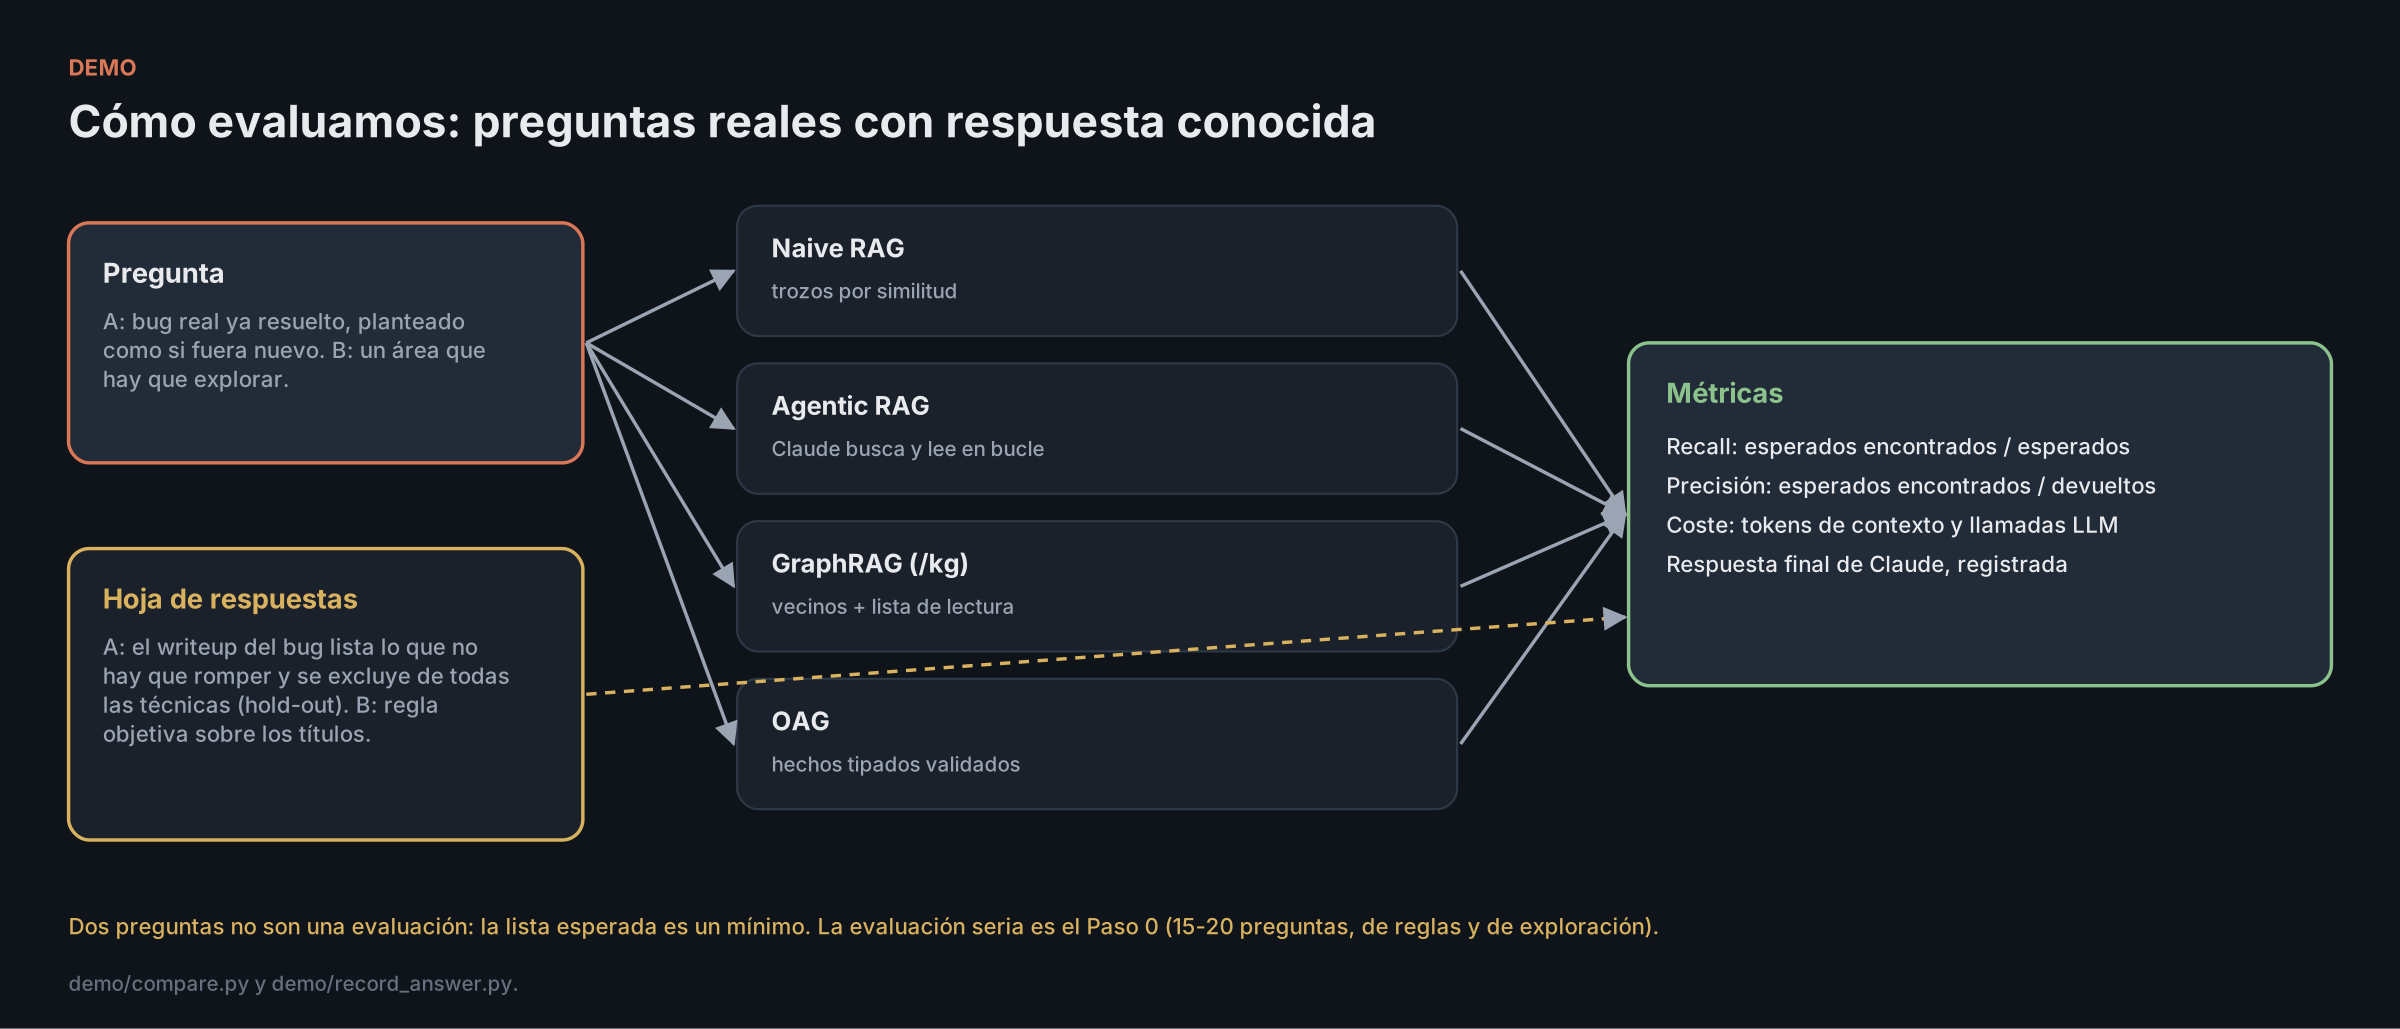 DEMO
Cómo evaluamos: preguntas reales con respuesta conocida
Pregunta
A: bug real ya resuelto, planteado
como si fuera nuevo. B: un área que
hay que explorar.
Hoja de respuestas
A: el writeup del bug lista lo que no
hay que romper y se excluye de todas
las técnicas (hold-out). B: regla
objetiva sobre los títulos.
Naive RAG
trozos por similitud
Agentic RAG
Claude busca y lee en bucle
GraphRAG (/kg)
vecinos + lista de lectura
OAG
hechos tipados validados
Métricas
Recall: esperados encontrados / esperados
Precisión: esperados encontrados / devueltos
Coste: tokens de contexto y llamadas LLM
Respuesta final de Claude, registrada
Dos preguntas no son una evaluación: la lista esperada es un mínimo. La evaluación seria es el Paso 0 (15-20 preguntas, de reglas y de exploración).
demo/compare.py y demo/record_answer.py.